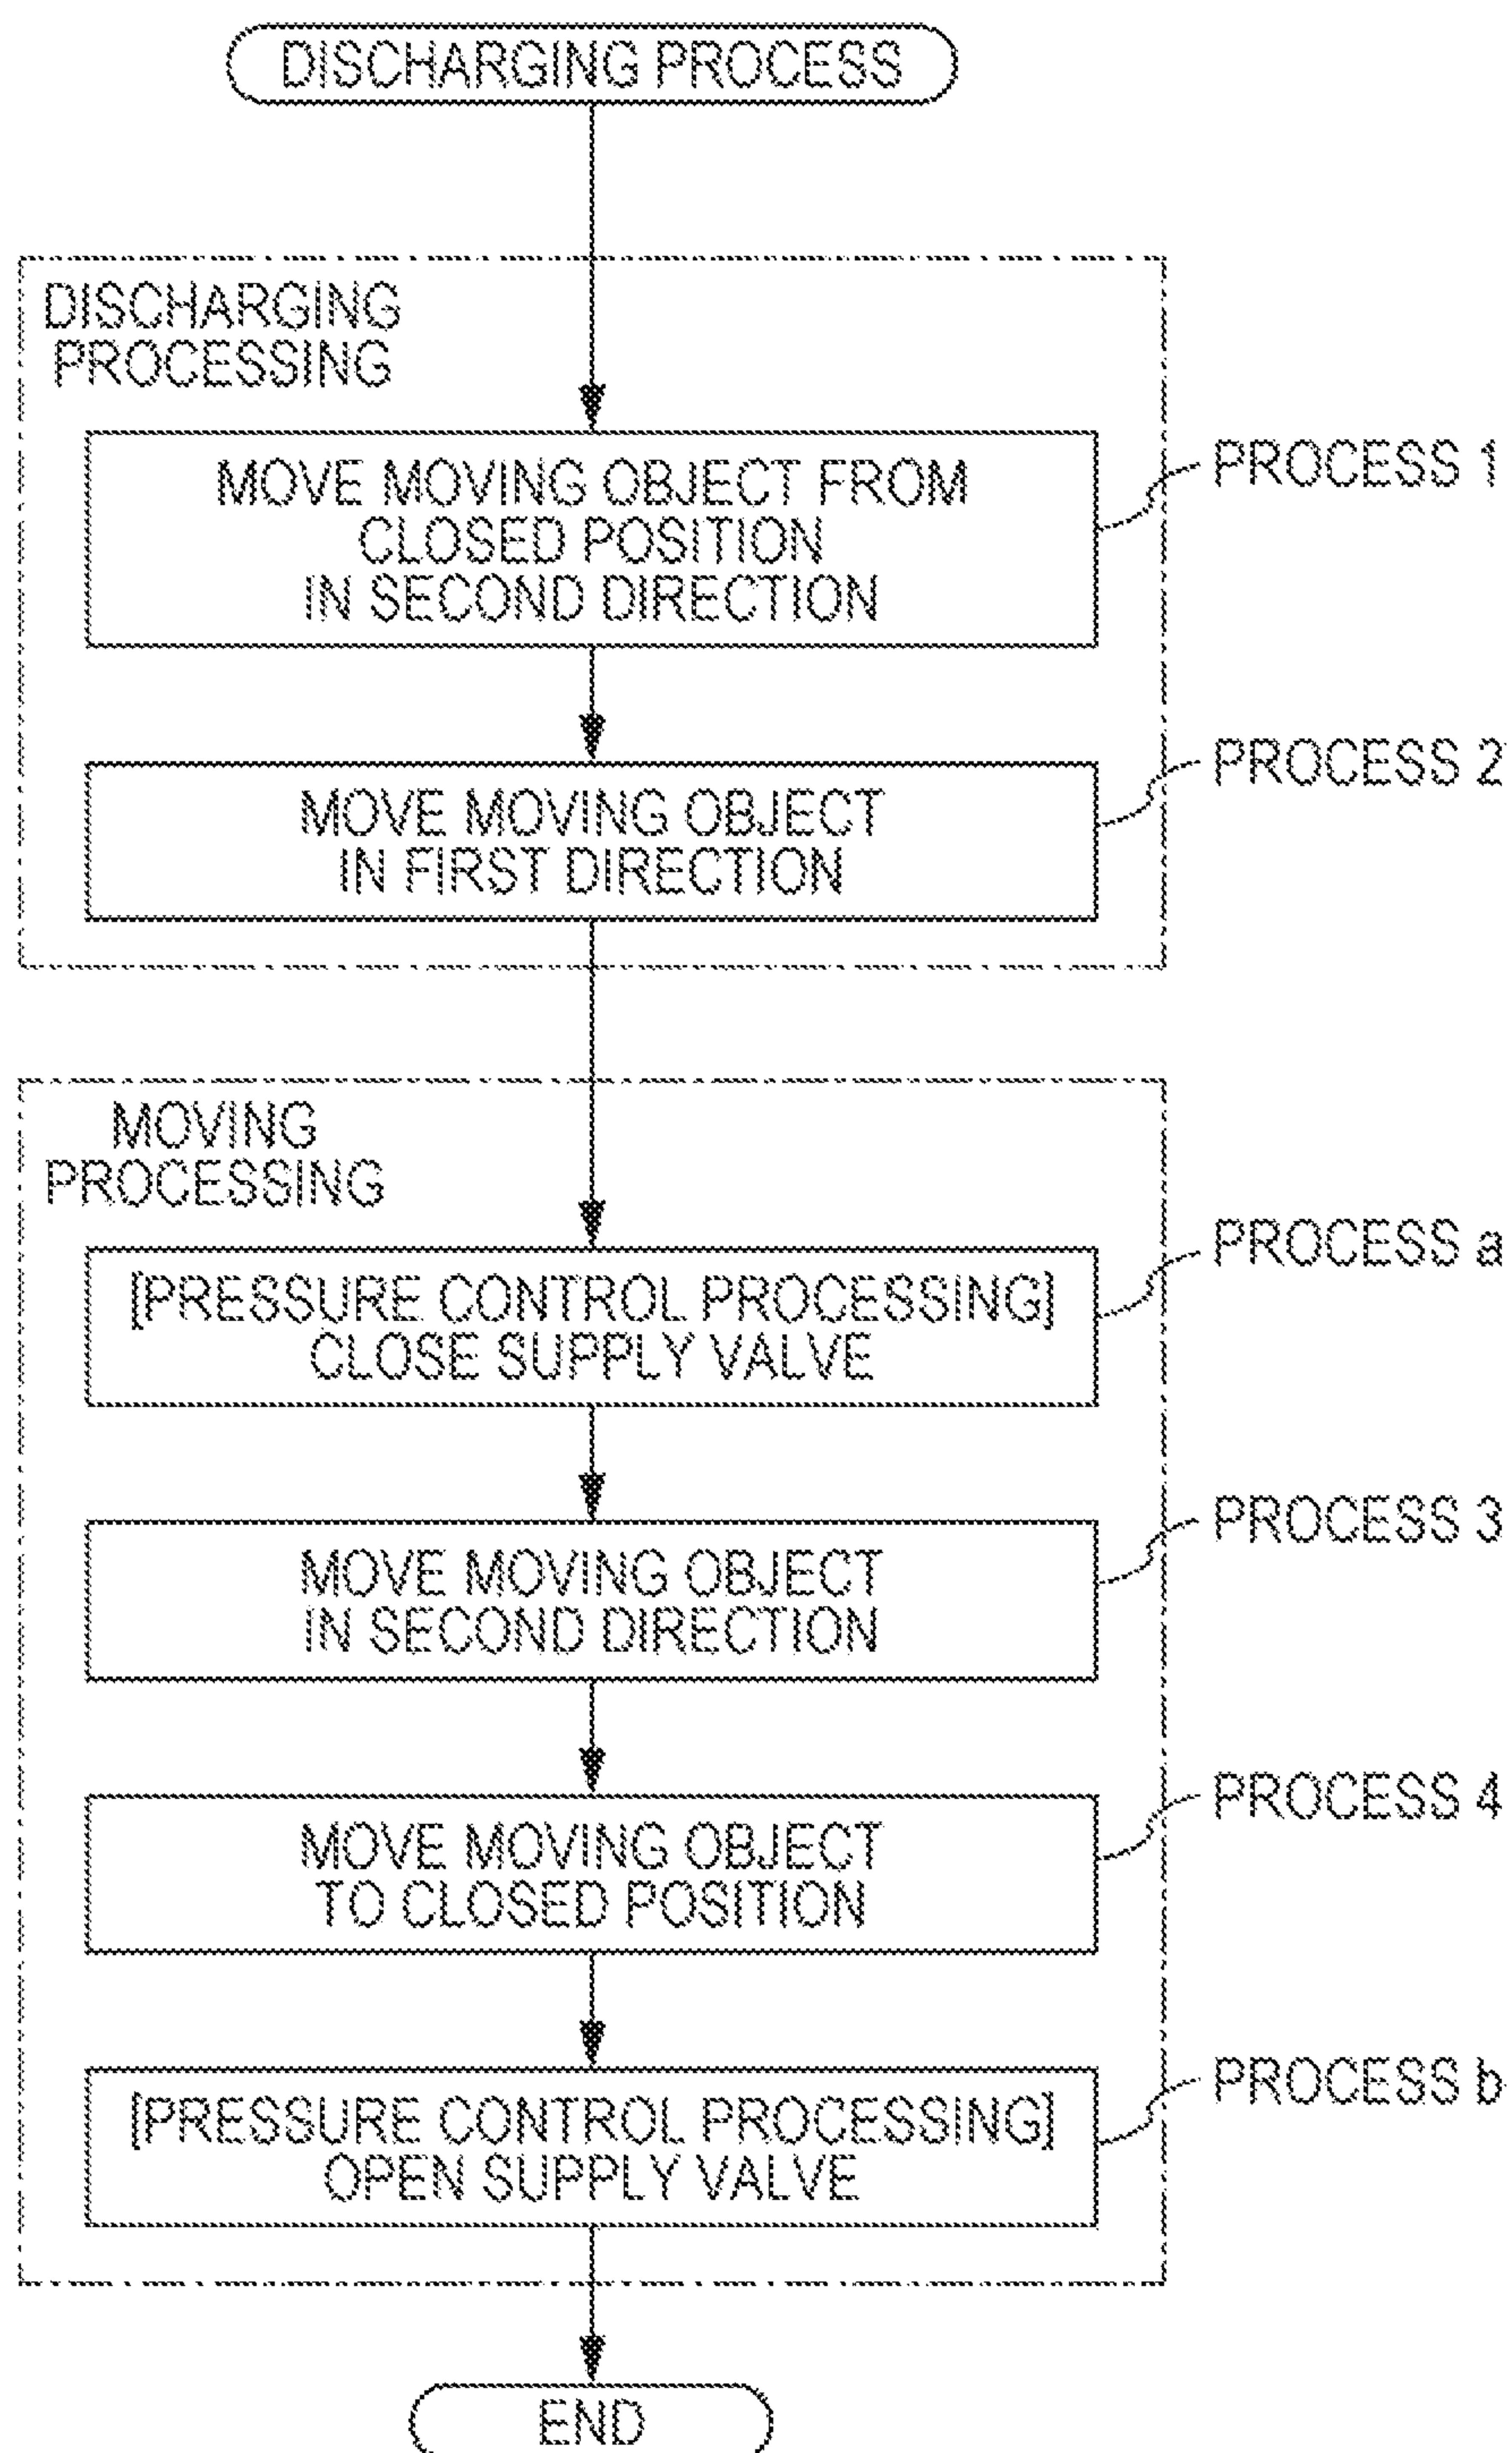 DISCHARGING PROCESS
DISCHARGING
PROCESSING
MOVE MOVING OBJECT FROM
CLOSED POSITION
IN SECOND DIRECTION
PROCESS 1
MOVE MOVING OBJECT
IN FIRST DIRECTION
PROCESS 2
MOVING
PROCESSING
[PRESSURE CONTROL PROCESSING]
CLOSE SUPPLY VALVE
PROCESS a
MOVE MOVING OBJECT
IN SECOND DIRECTION
PROCESS 3
MOVE MOVING OBJECT
TO CLOSED POSITION
PROCESS 4
[PRESSURE CONTROL PROCESSING]
OPEN SUPPLY VALVE
PROCESS b
END